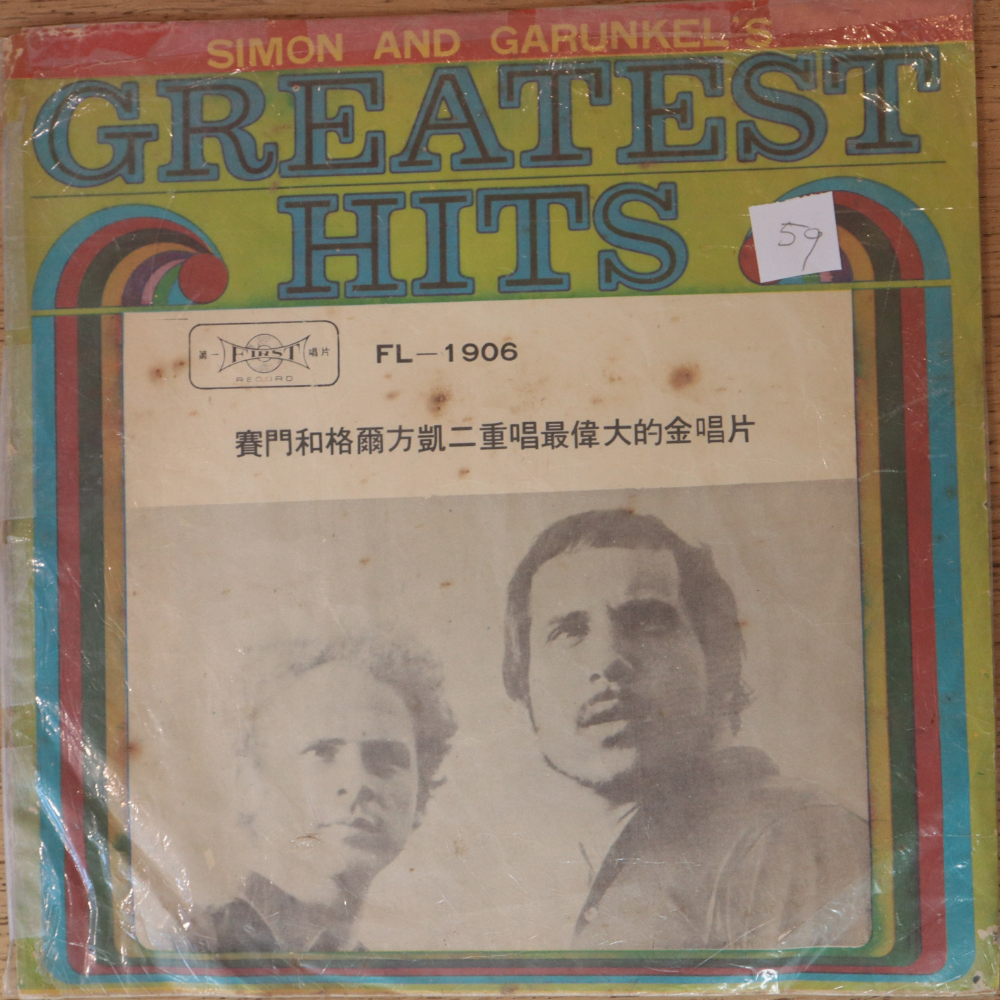 SIMON AND GARUNKEL'S
GREATEST
HITS
59
第一 FIRST 唱片
RECORD
FL－1906
賽門和格爾方凱二重唱最偉大的金唱片